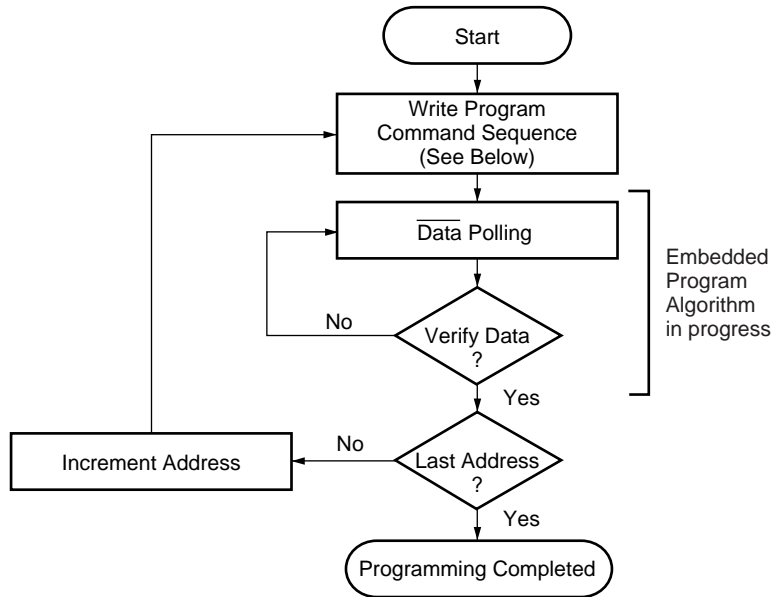 Start
Write Program
Command Sequence
(See Below)
Data Polling
Embedded
Program
Algorithm
in progress
No
Verify Data
?
Yes
No
Increment Address
Last Address
?
Yes
Programming Completed